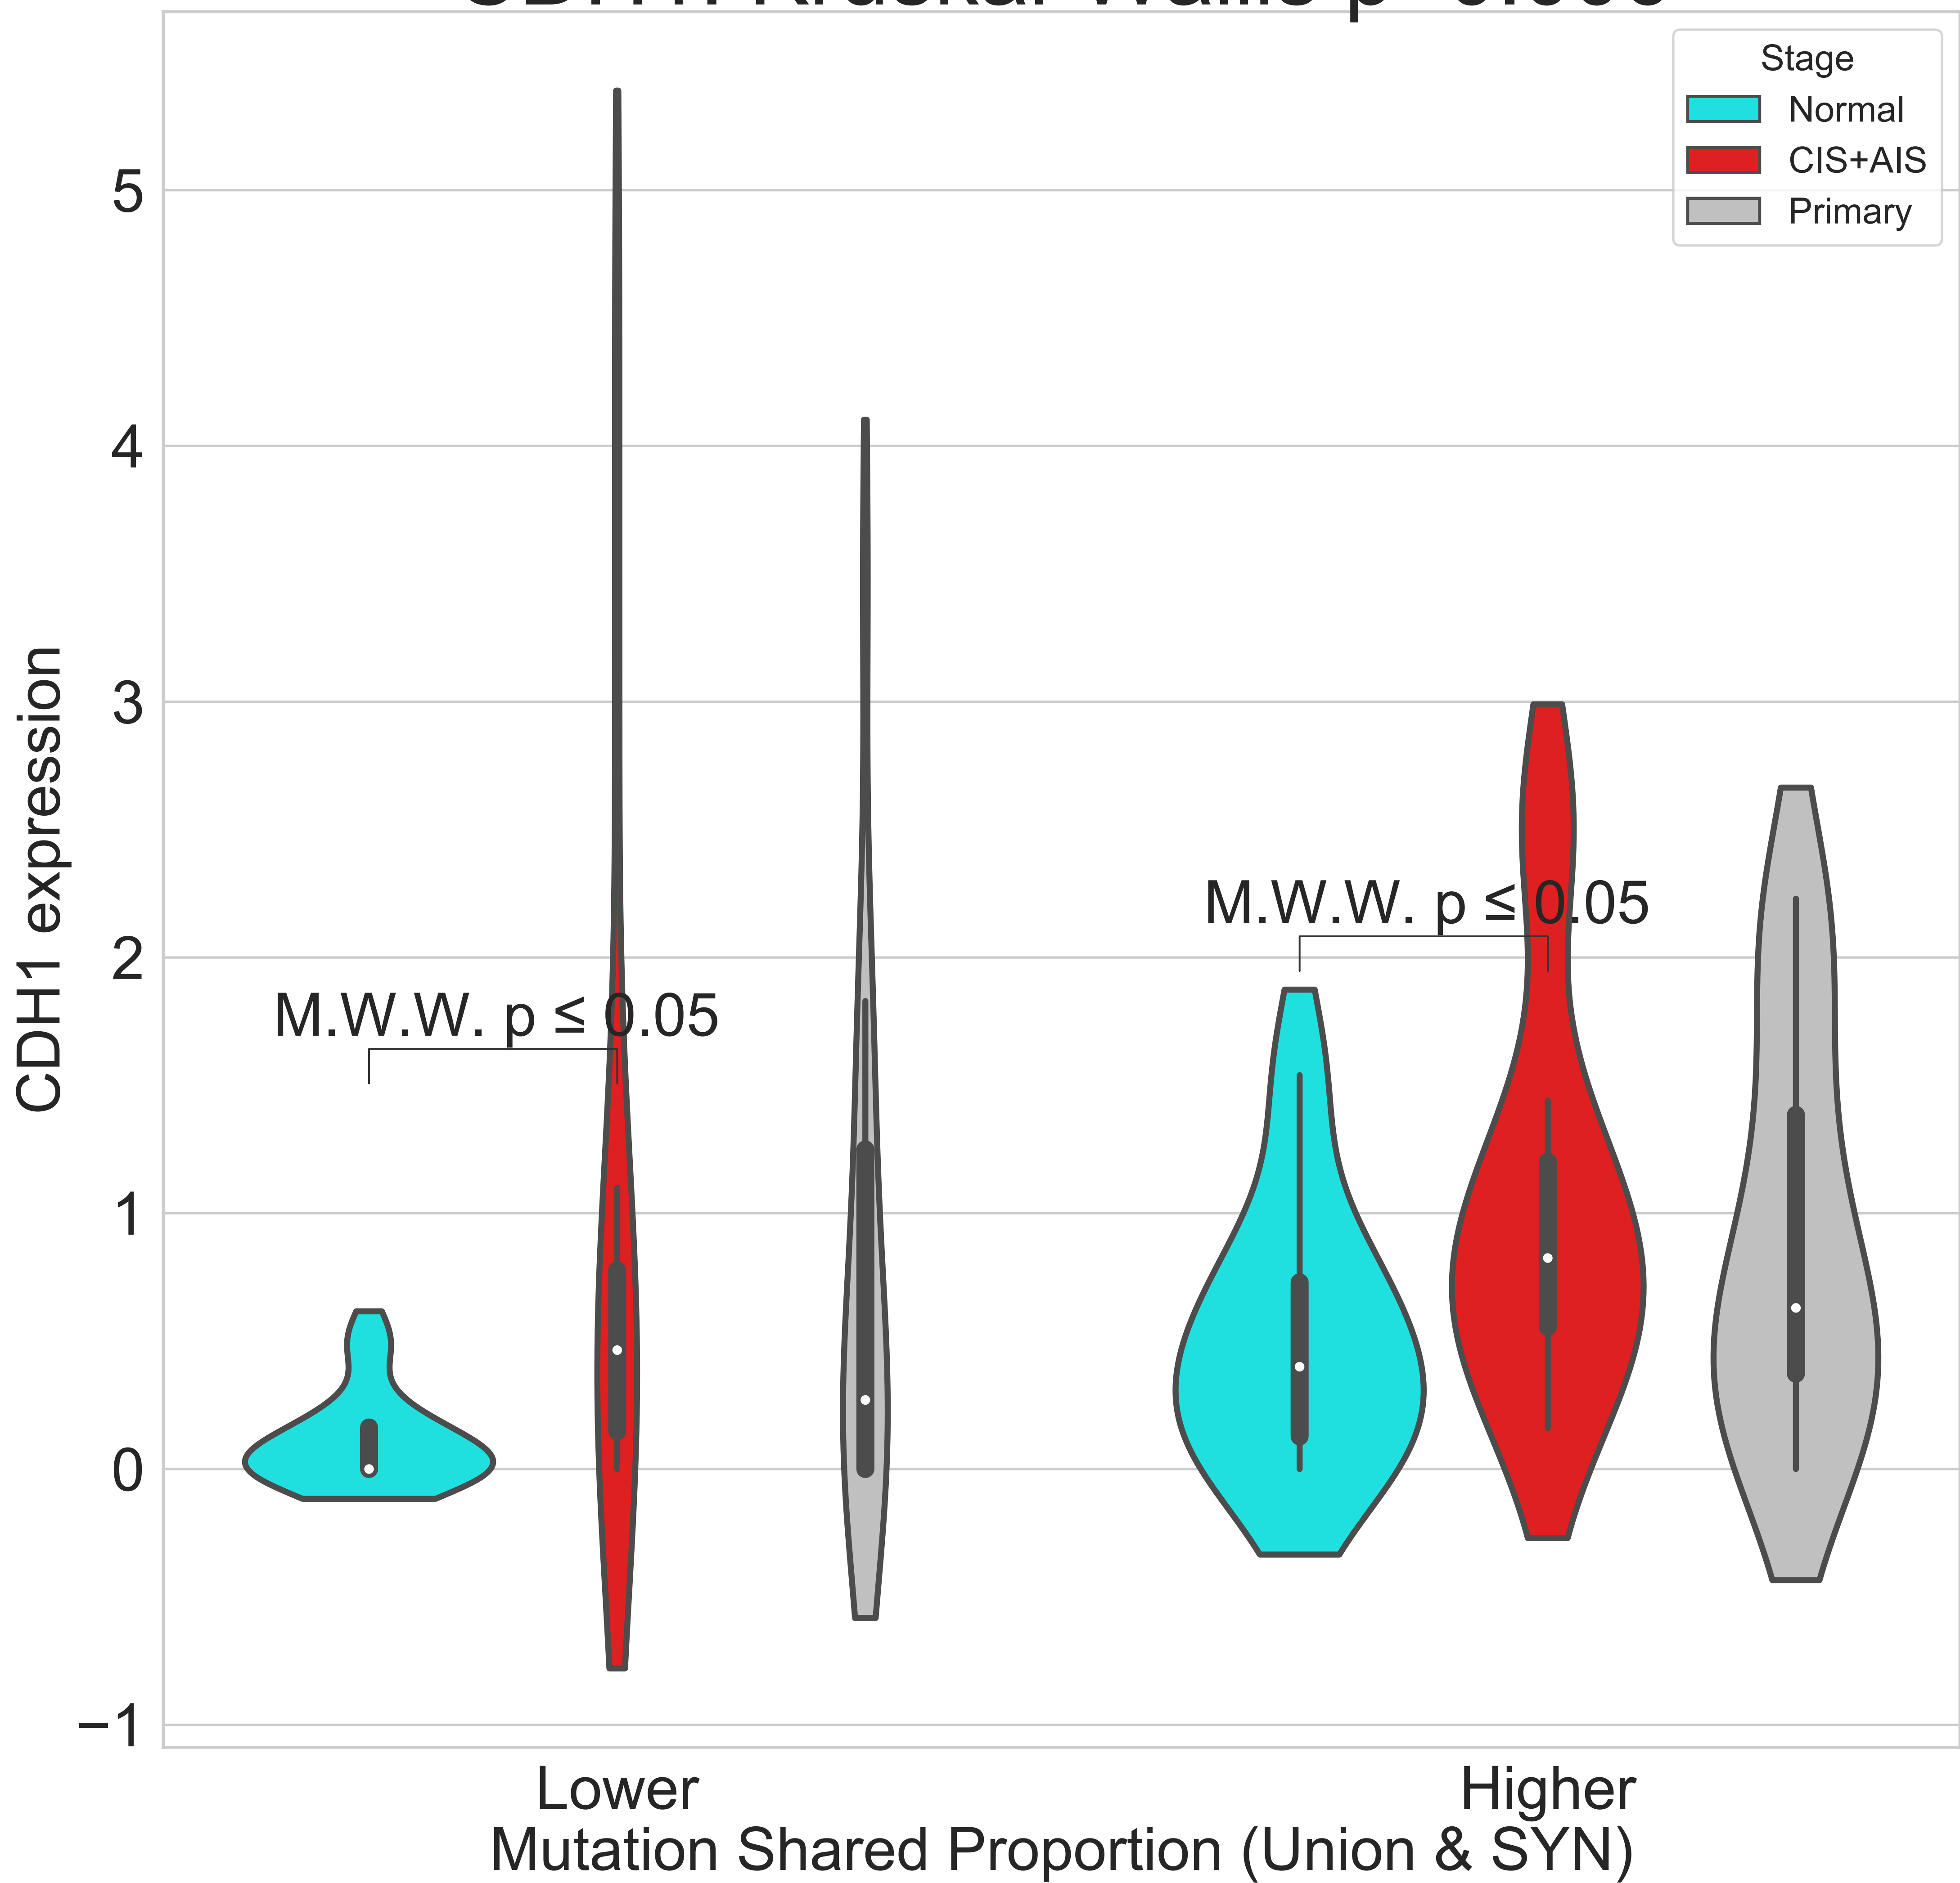 Stage
Normal
CIS+AIS
Primary
5
4
3
2
1
0
−1
CDH1 expression
M.W.W. p ≤ 0.05
M.W.W. p ≤ 0.05
Lower
Higher
Mutation Shared Proportion (Union & SYN)